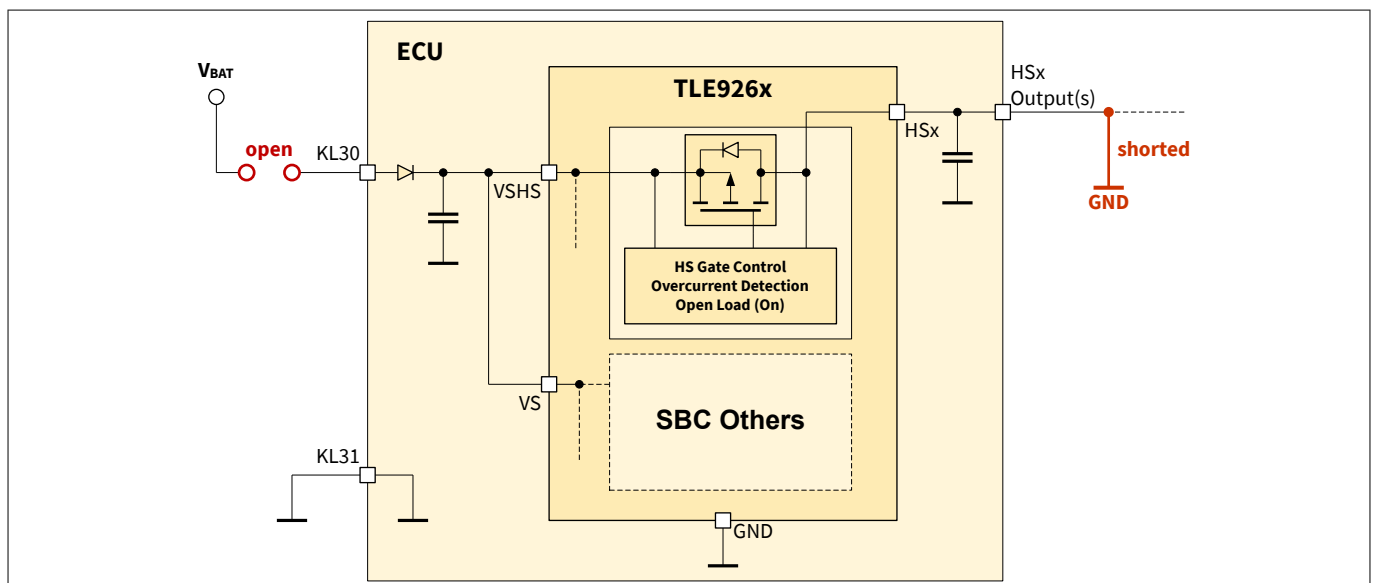 ECU
VBAT
TLE926x
HSx
Output(s)
open
KL30
HSx
shorted
VSHS
GND
HS Gate Control
Overcurrent Detection
Open Load (On)
VS
SBC Others
KL31
GND